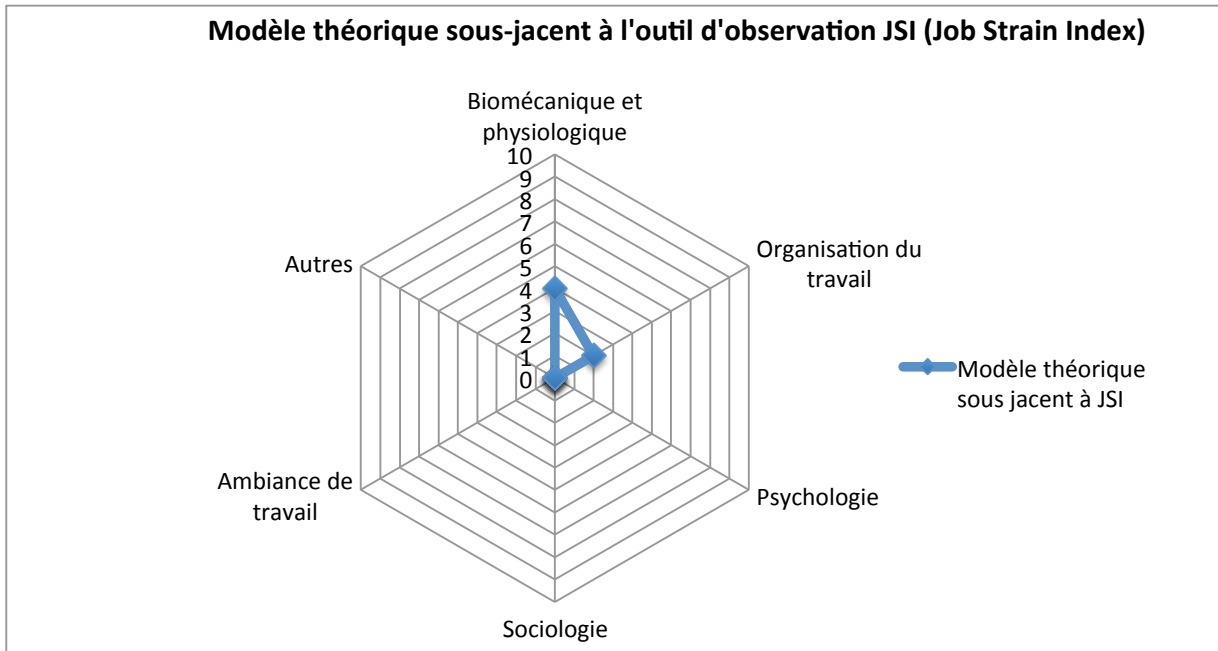 Modèle théorique sous-jacent à l'outil d'observation JSI (Job Strain Index)
Biomécanique et
physiologique
10
9
8
7
6
5
4
3
2
1
0
Organisation du
travail
Psychologie
Sociologie
Ambiance de
travail
Autres
Modèle théorique
sous jacent à JSI